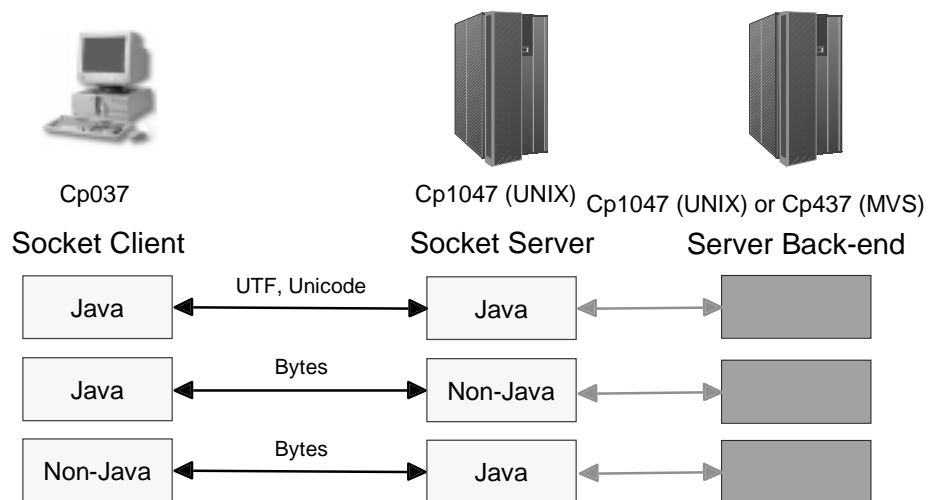 Cp037
Cp1047 (UNIX)
Cp1047 (UNIX) or Cp437 (MVS)
Socket Client
Socket Server
Server Back-end
Java
UTF, Unicode
Java
Java
Bytes
Non-Java
Non-Java
Bytes
Java